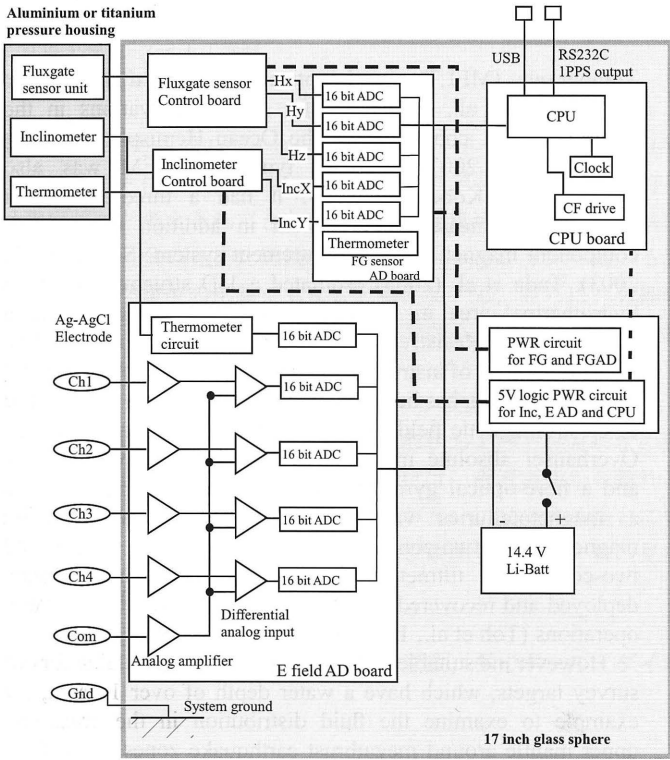 Aluminium or titanium
pressure housing
Fluxgate
sensor unit
Inclinometer
Thermometer
Fluxgate sensor
Control board
Inclinometer
Control board
Hx
Hy
Hz
IncX
IncY
16 bit ADC
16 bit ADC
16 bit ADC
16 bit ADC
16 bit ADC
Thermometer
FG sensor
AD board
USB
RS232C
1PPS output
CPU
Clock
CF drive
CPU board
PWR circuit
for FG and FGAD
5V logic PWR circuit
for Inc, E AD and CPU
- +
14.4 V
Li-Batt
Ag-AgCl
Electrode
Ch1
Ch2
Ch3
Ch4
Com
Gnd
Thermometer
circuit
16 bit ADC
16 bit ADC
16 bit ADC
16 bit ADC
16 bit ADC
Differential
analog input
Analog amplifier
E field AD board
System ground
17 inch glass sphere